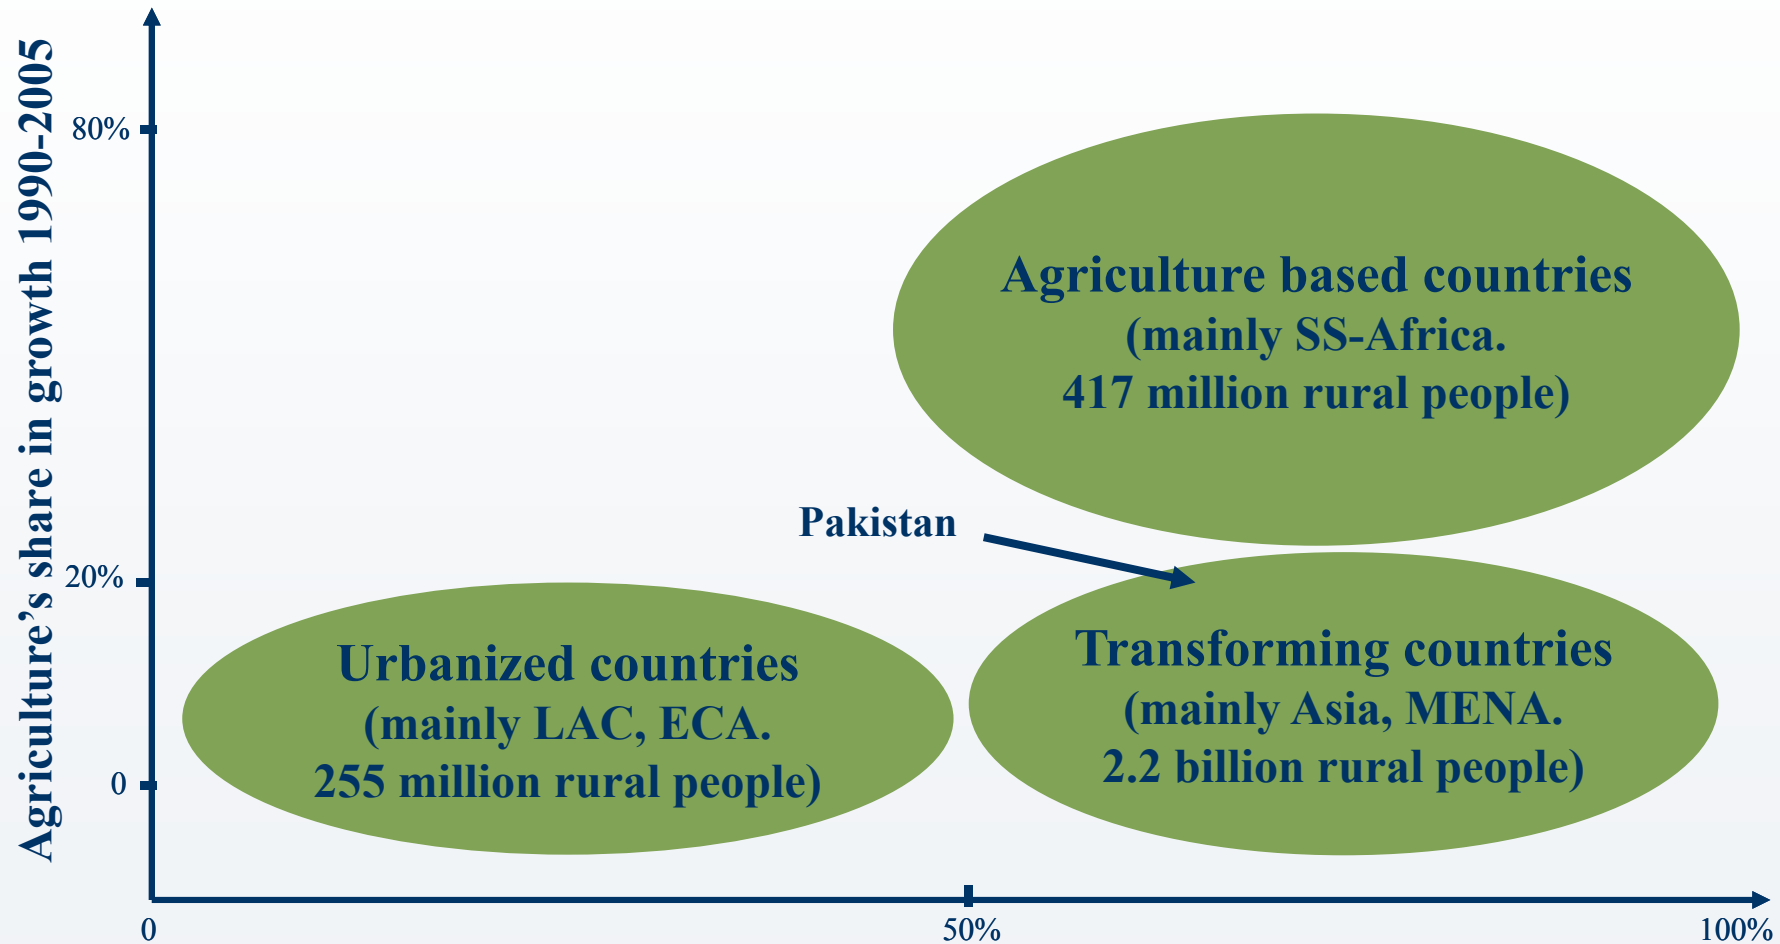 Agriculture's share in growth 1990-2005
80%
20%
0
Agriculture based countries
(mainly SS-Africa.
417 million rural people)
Pakistan
Urbanized countries
(mainly LAC, ECA.
255 million rural people)
Transforming countries
(mainly Asia, MENA.
2.2 billion rural people)
0
50%
100%